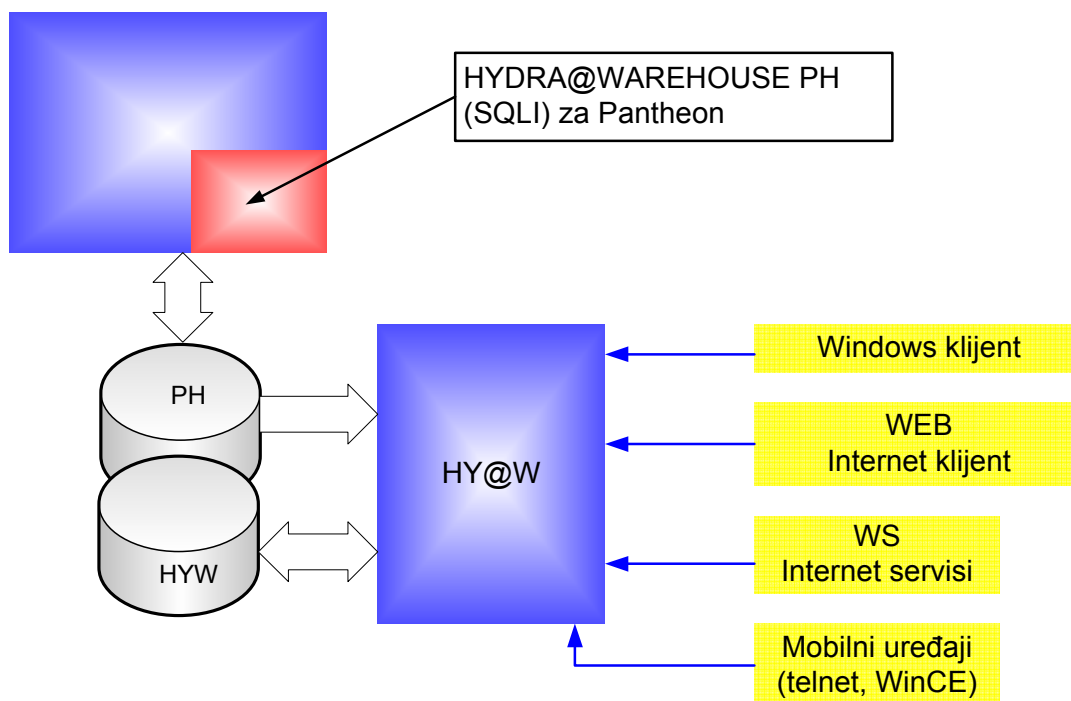 HYDRA@WAREHOUSE PH
(SQLI) za Pantheon
PH
HYW
HY@W
Windows klijent
WEB
Internet klijent
WS
Internet servisi
Mobilni uređaji
(telnet, WinCE)